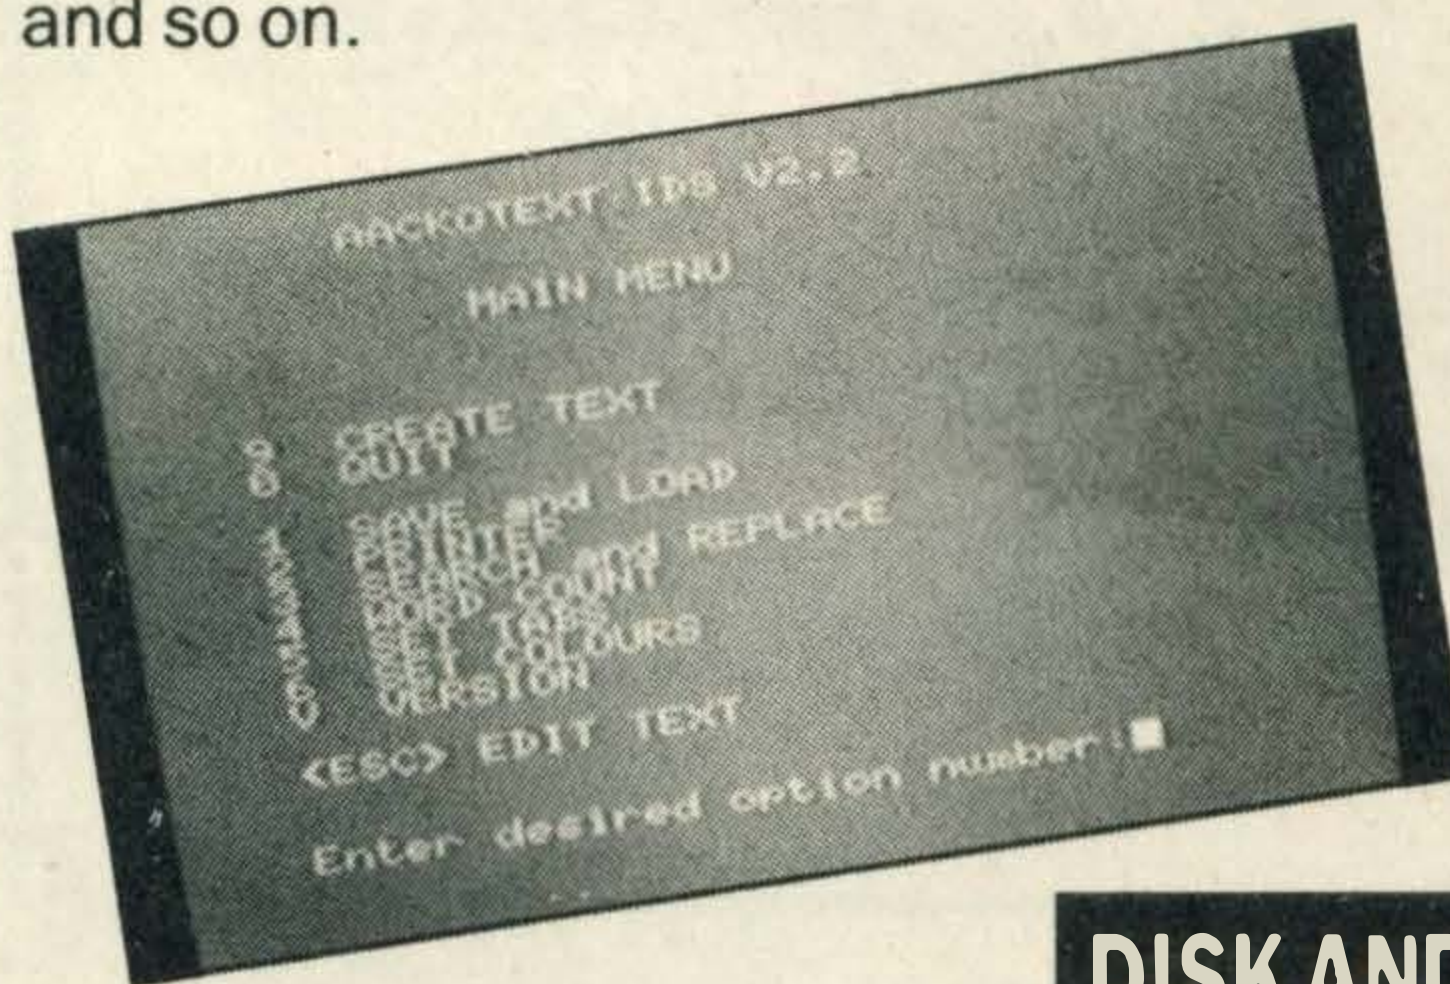 and so on.
AACKOTEXT IDS V2.2
MAIN MENU
CREATE TEXT
QUIT
SAVE and LOAD
PRINTER
SEARCH and REPLACE
WORD COUNT
SET TABS
SET COLOURS
VERSION
<ESC> EDIT TEXT
Enter desired option number:
DISK AND